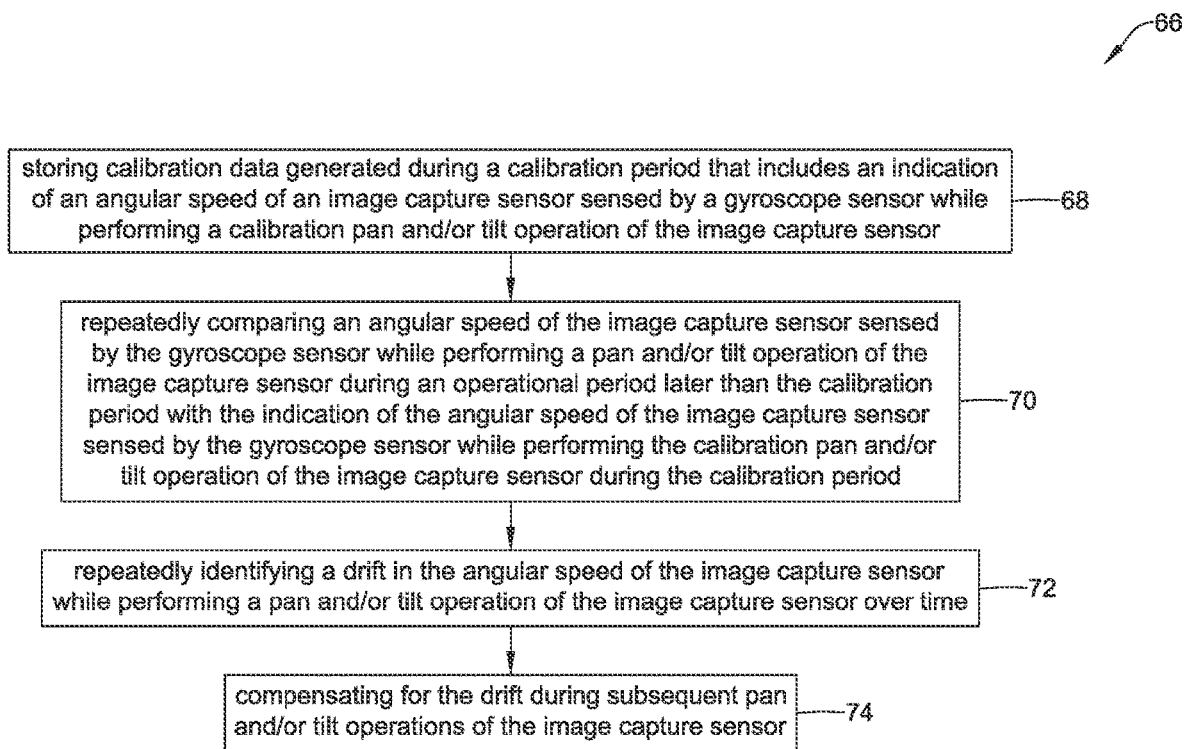 66
storing calibration data generated during a calibration period that includes an indication
of an angular speed of an image capture sensor sensed by a gyroscope sensor while
performing a calibration pan and/or tilt operation of the image capture sensor
68
repeatedly comparing an angular speed of the image capture sensor sensed
by the gyroscope sensor while performing a pan and/or tilt operation of the
image capture sensor during an operational period later than the calibration
period with the indication of the angular speed of the image capture sensor
sensed by the gyroscope sensor while performing the calibration pan and/or
tilt operation of the image capture sensor during the calibration period
70
repeatedly identifying a drift in the angular speed of the image capture sensor
while performing a pan and/or tilt operation of the image capture sensor over time
72
compensating for the drift during subsequent pan
and/or tilt operations of the image capture sensor
74